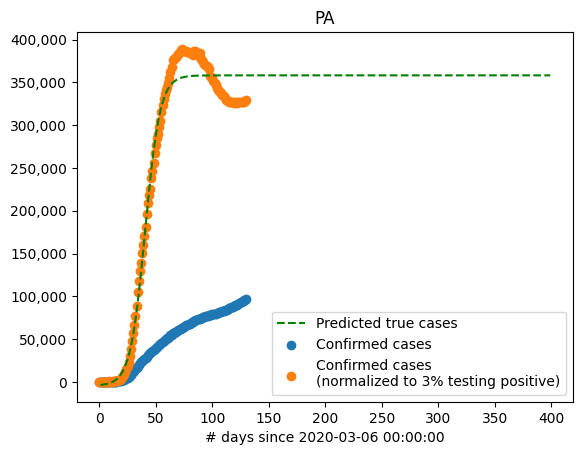 PA
400,000
350,000
300,000
250,000
200,000
150,000
100,000
50,000
0
0 50 100 150 200 250 300 350 400
# days since 2020-03-06 00:00:00
Predicted true cases
Confirmed cases
Confirmed cases
(normalized to 3% testing positive)